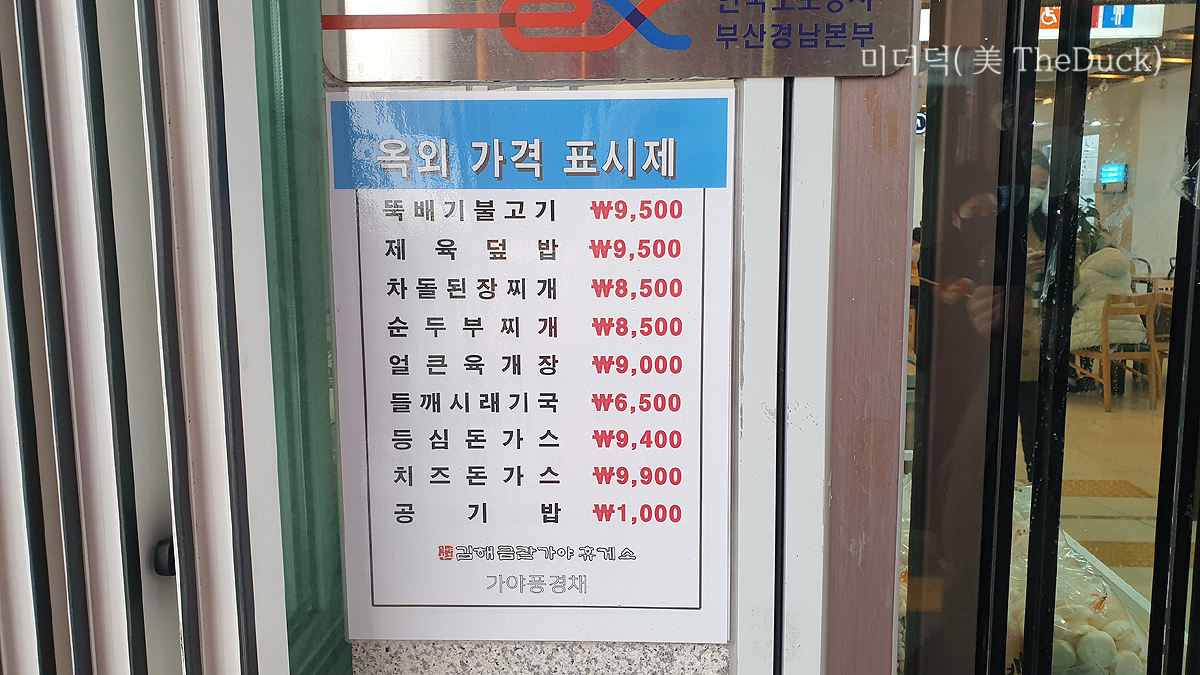 ex
부산경남본부
미더덕( 美 TheDuck)
옥외 가격 표시제
뚝배기불고기 ₩9,500
제육덮밥 ₩9,500
차돌된장찌개 ₩8,500
순두부찌개 ₩8,500
얼큰육개장 ₩9,000
들깨시래기국 ₩6,500
등심돈가스 ₩9,400
치즈돈가스 ₩9,900
공기밥 ₩1,000
김해금관가야휴게소
가야풍경채